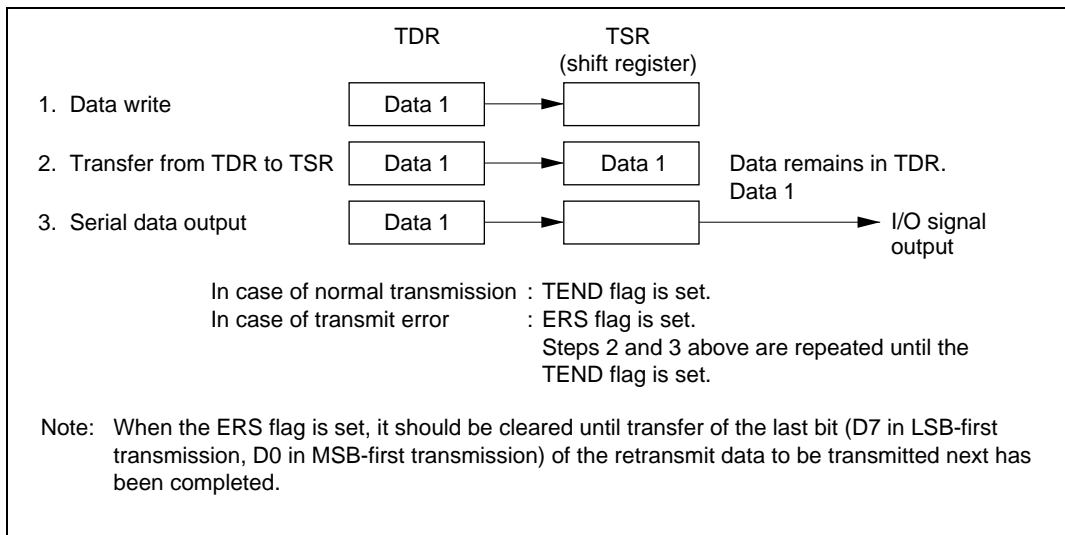 TDR TSR
(shift register)
1. Data write Data 1
2. Transfer from TDR to TSR Data 1 Data 1 Data remains in TDR.
Data 1
3. Serial data output Data 1 I/O signal
output
In case of normal transmission : TEND flag is set.
In case of transmit error : ERS flag is set.
Steps 2 and 3 above are repeated until the
TEND flag is set.
Note: When the ERS flag is set, it should be cleared until transfer of the last bit (D7 in LSB-first
transmission, D0 in MSB-first transmission) of the retransmit data to be transmitted next has
been completed.